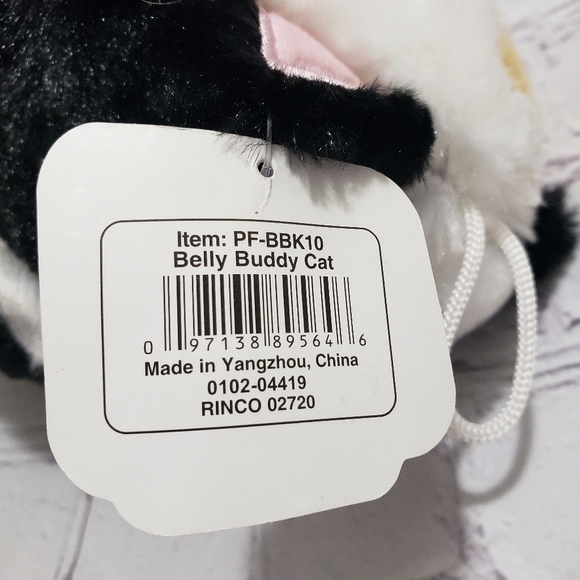 Item: PF-BBK10
Belly Buddy Cat
0 97138 89564 6
Made in Yangzhou, China
0102-04419
RINCO 02720